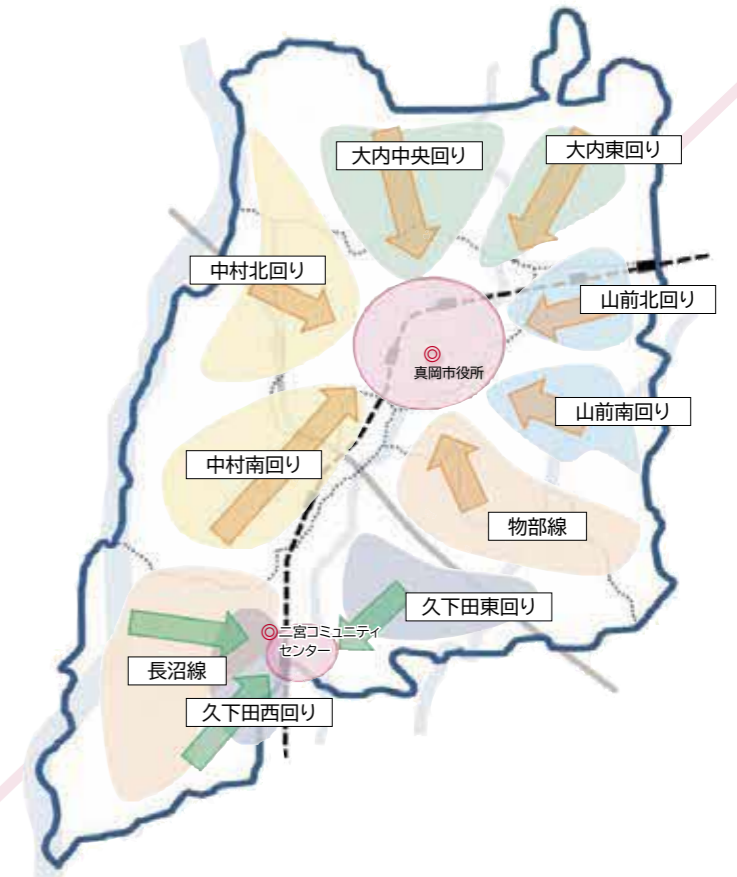 大内中央回り
大内東回り
中村北回り
山前北回り
◎
真岡市役所
山前南回り
中村南回り
物部線
久下田東回り
◎二宮コミュニティ
センター
長沼線
久下田西回り